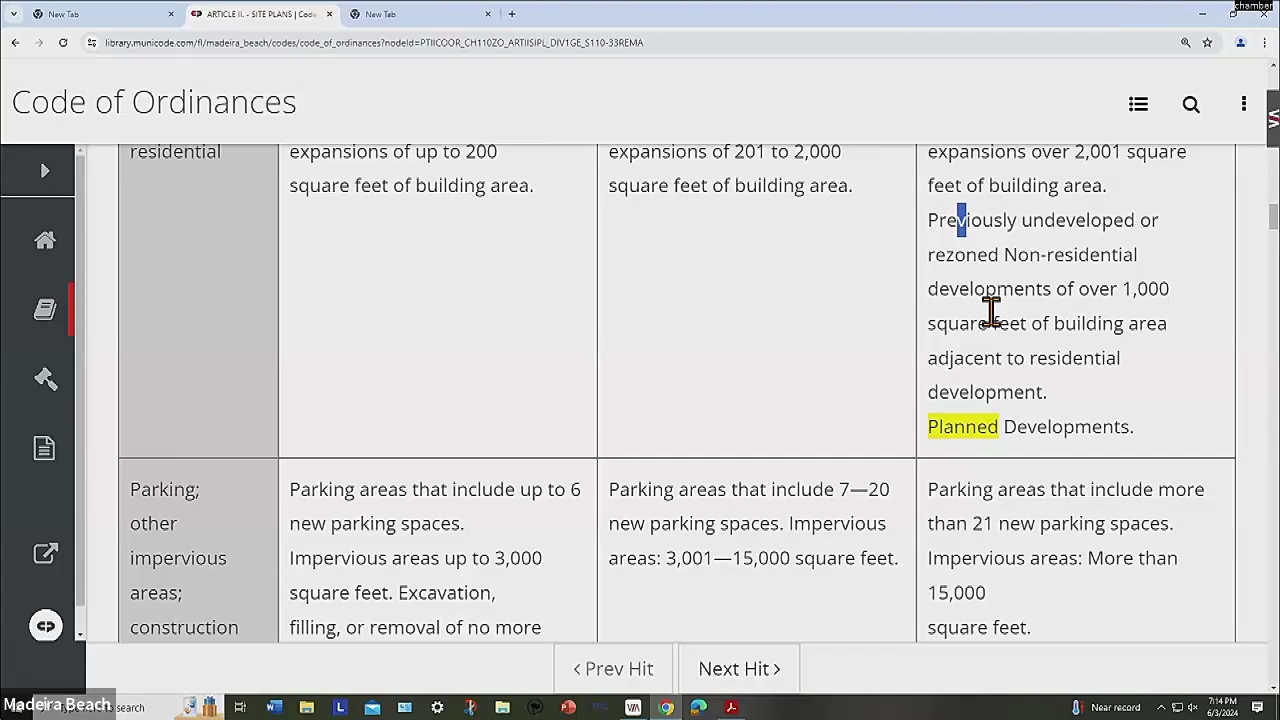 chamber
New Tab
ARTICLE II. - SITE PLANS | Code
New Tab
library.municode.com/fl/madeira_beach/codes/code_of_ordinances?nodeId=PTIICOOR_CH110ZO_ARTIISIPL_DIV1GE_S110-33REMA
Code of Ordinances
residential
expansions of up to 200
square feet of building area.
expansions of 201 to 2,000
square feet of building area.
expansions over 2,001 square
feet of building area.
Previously undeveloped or
rezoned Non-residential
developments of over 1,000
square feet of building area
adjacent to residential
development.
Planned Developments.
Parking;
other
impervious
areas;
construction
Parking areas that include up to 6
new parking spaces.
Impervious areas up to 3,000
square feet. Excavation,
filling, or removal of no more
Parking areas that include 7—20
new parking spaces. Impervious
areas: 3,001—15,000 square feet.
Parking areas that include more
than 21 new parking spaces.
Impervious areas: More than
15,000
square feet.
Prev Hit
Next Hit
Madeira Beach
here to search
Near record
7:14 PM
6/3/2024